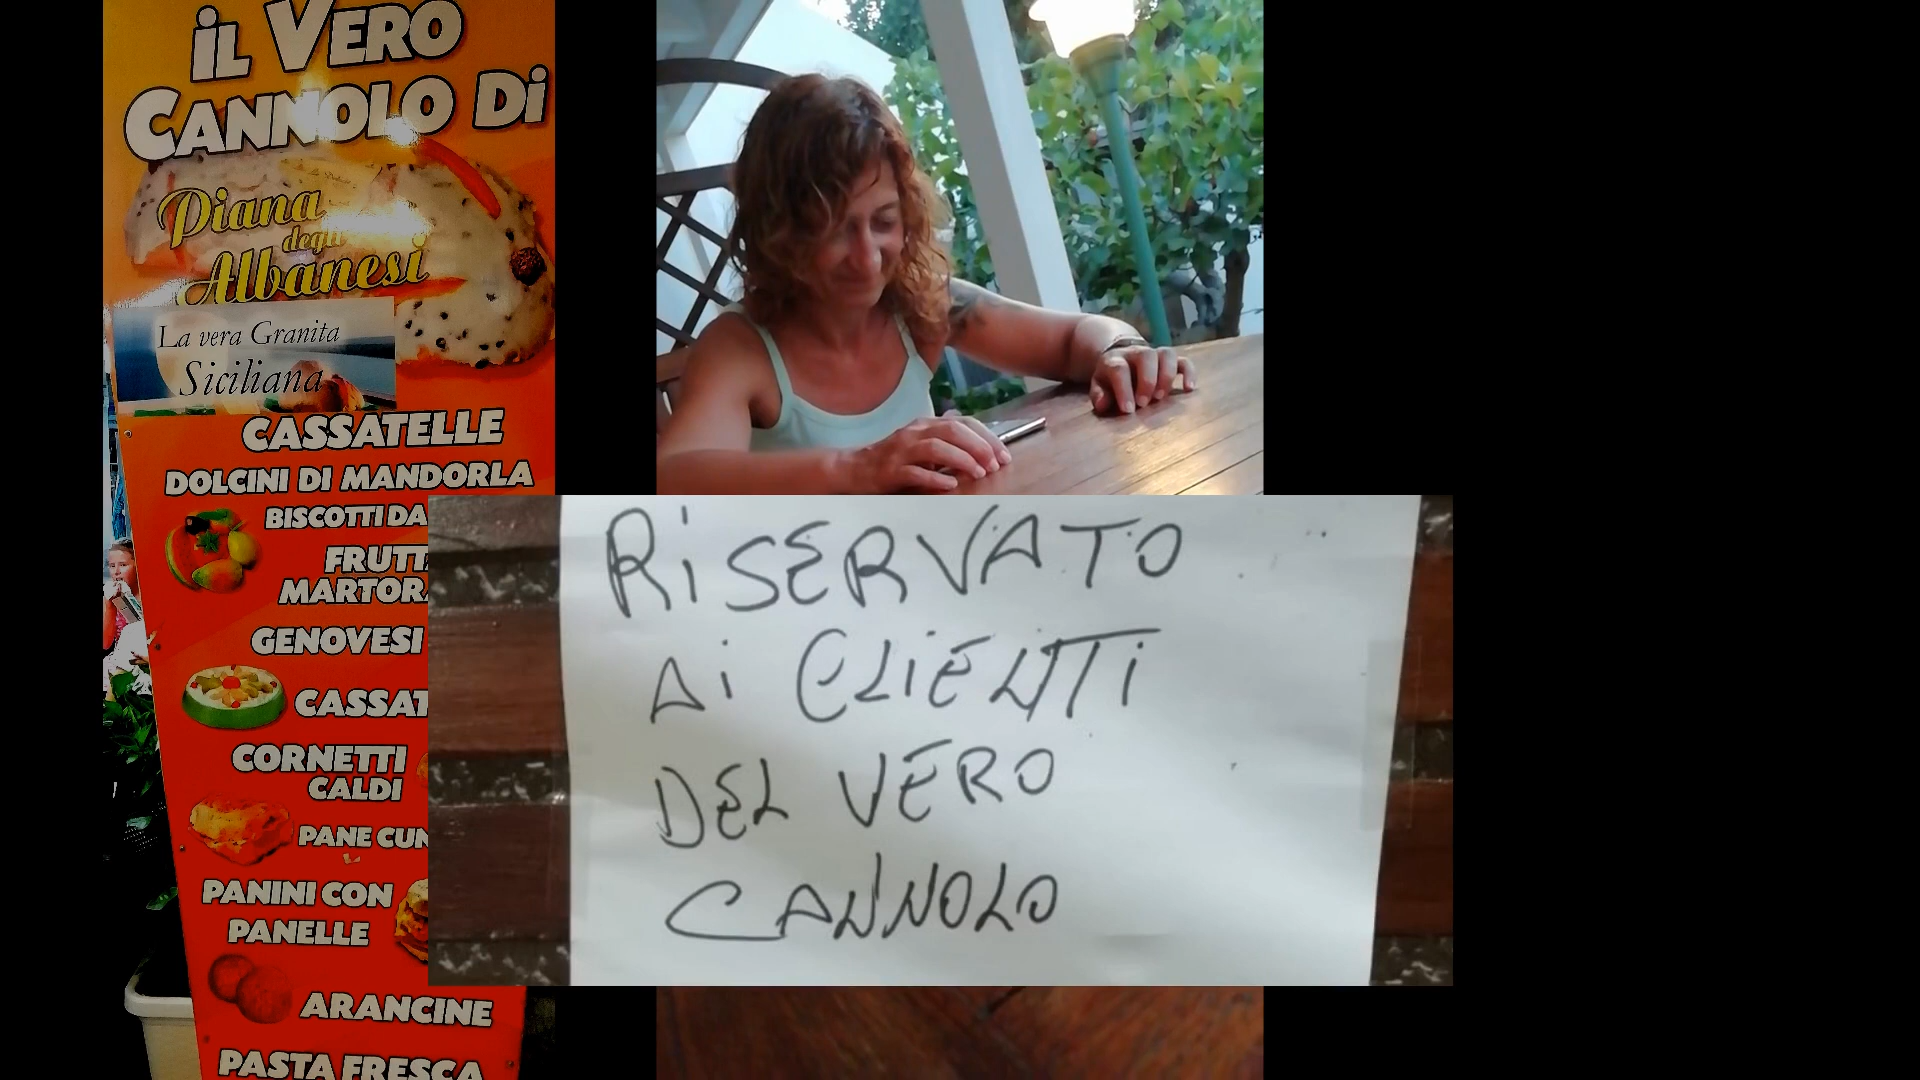 iL VERO
CANNOLO Di
Piana
degli
Albanesi
La vera Granita
Siciliana
CASSATELLE
DOLCINI DI MANDORLA
BISCOTTI DA
FRUTT
MARTOR
GENOVESI
CASSAT
CORNETTI
CALDI
PANE CUN
PANINI CON
PANELLE
ARANCINE
PASTA FRESCA
RiSERVATO
Ai CLiENTi
DEL VERO
CANNOLO